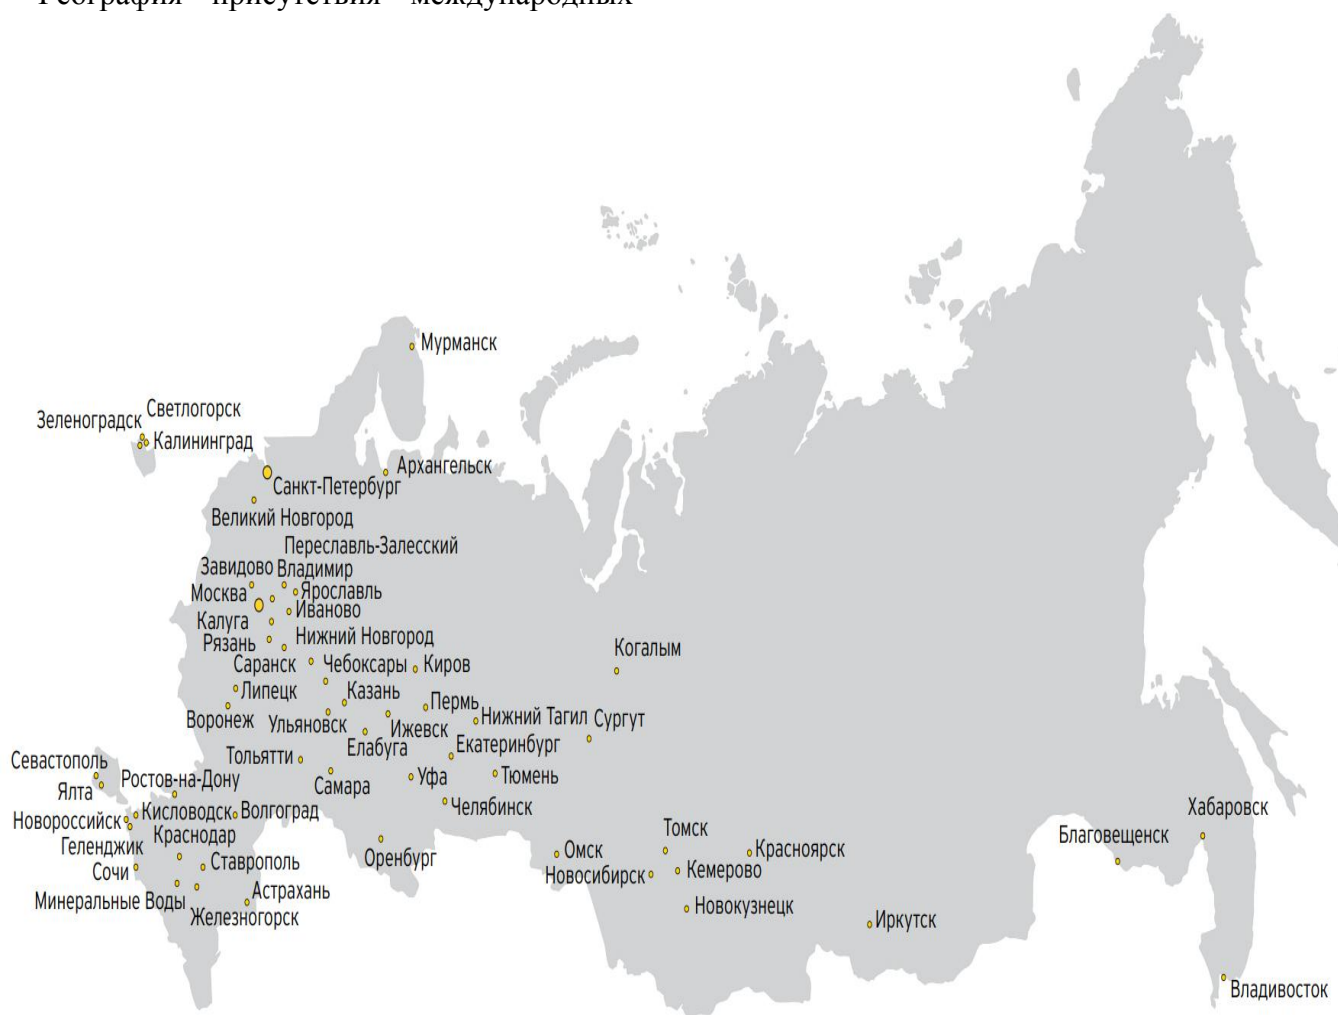 География присутствия международных
Мурманск
Светлогорск
Зеленоградск
Калининград
Архангельск
Санкт-Петербург
Великий Новгород
Переславль-Залесский
Завидово Владимир
Москва Ярославль
Иваново
Калуга
Рязань Нижний Новгород
Саранск Чебоксары Киров
Когалым
Липецк Казань
Пермь
Воронеж Ульяновск Ижевск Нижний Тагил Сургут
Елабуга Екатеринбург
Тольятти
Севастополь
Ростов-на-Дону Самара Уфа Тюмень
Ялта
Челябинск
Новороссийск Кисловодск Волгоград
Хабаровск
Геленджик Краснодар
Томск
Благовещенск
Оренбург Омск Красноярск
Сочи Ставрополь
Новосибирск Кемерово
Минеральные Воды Астрахань
Железногорск
Новокузнецк
Иркутск
Владивосток